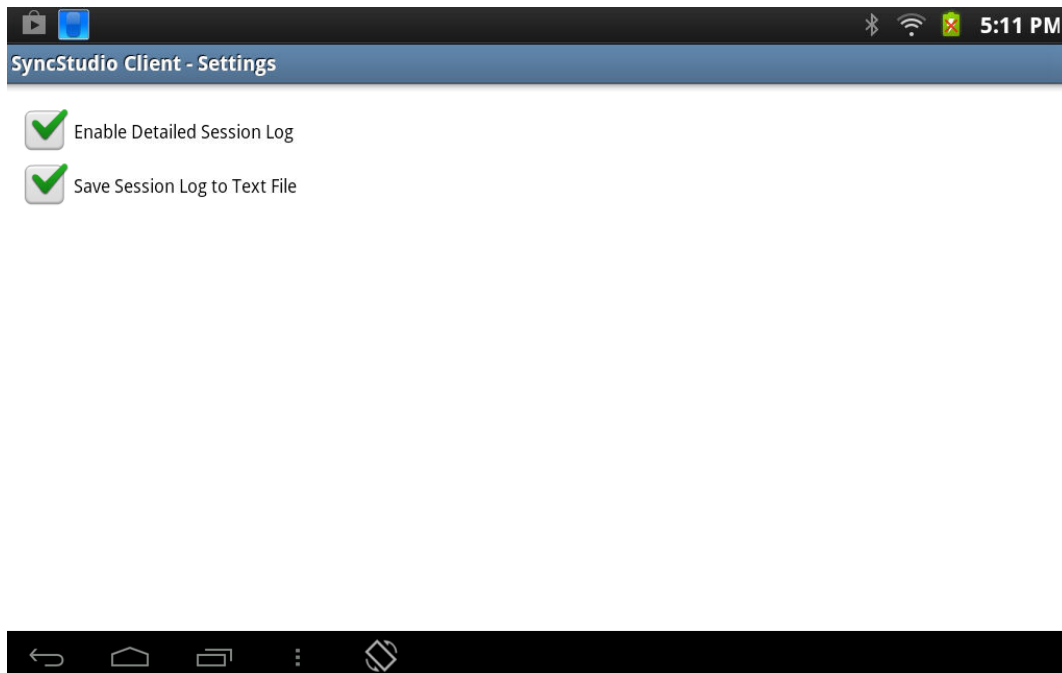 5:11 PM
SyncStudio Client - Settings
Enable Detailed Session Log
Save Session Log to Text File